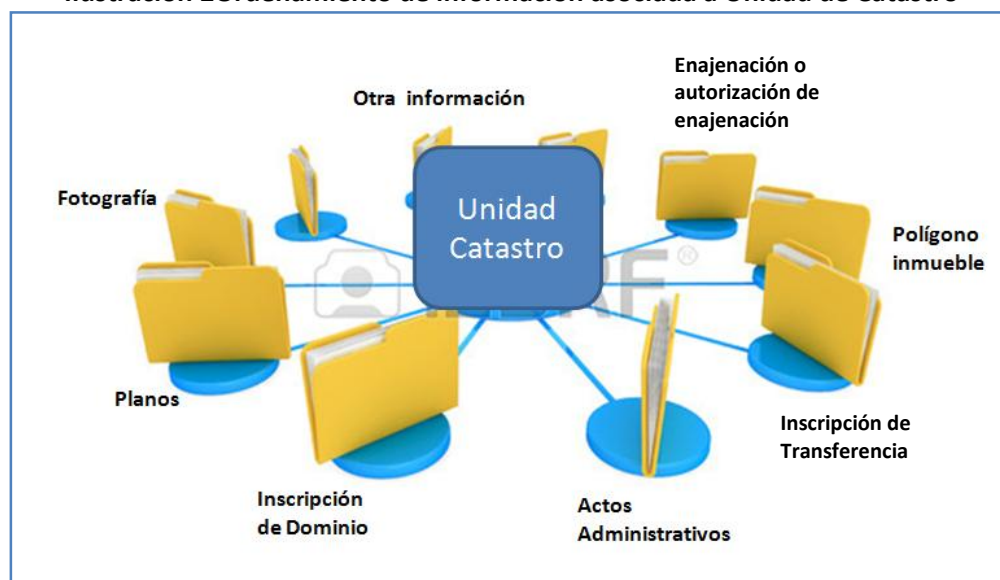 Otra información
Enajenación o
autorización de
enajenación
Fotografía
Unidad
Catastro
Polígono
inmueble
Planos
Inscripción de
Transferencia
Inscripción
de Dominio
Actos
Administrativos